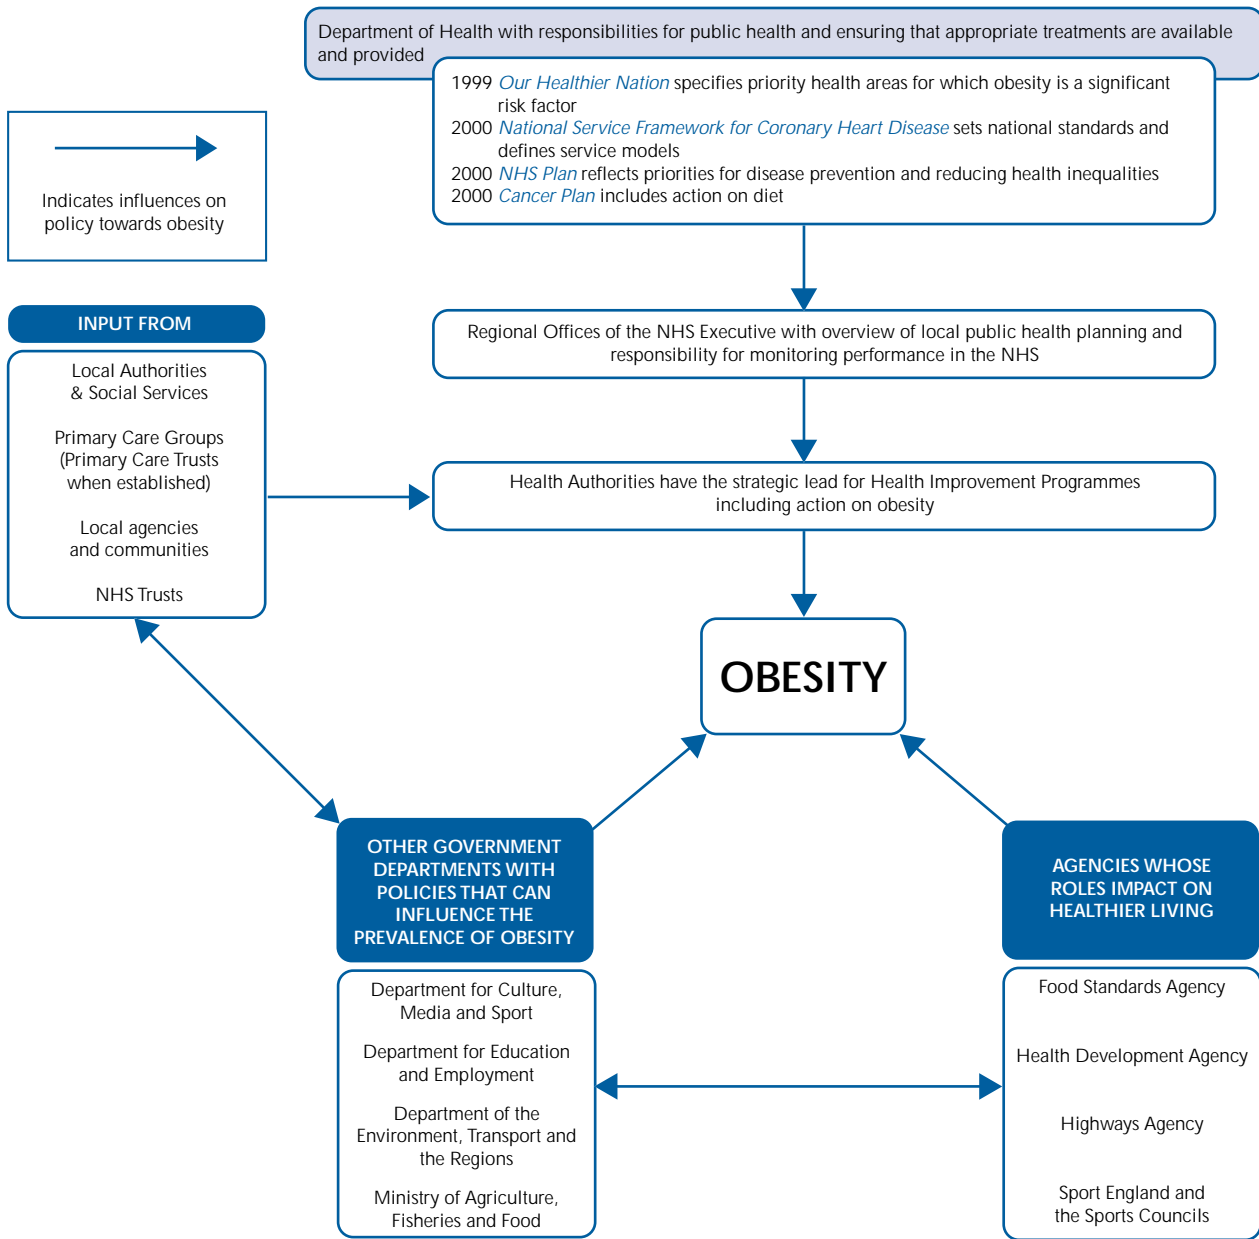 Department of Health with responsibilities for public health and ensuring that appropriate treatments are available
and provided
1999 Our Healthier Nation specifies priority health areas for which obesity is a significant
risk factor
2000 National Service Framework for Coronary Heart Disease sets national standards and
defines service models
2000 NHS Plan reflects priorities for disease prevention and reducing health inequalities
2000 Cancer Plan includes action on diet
Indicates influences on
policy towards obesity
INPUT FROM
Local Authorities
& Social Services
Primary Care Groups
(Primary Care Trusts
when established)
Local agencies
and communities
NHS Trusts
Regional Offices of the NHS Executive with overview of local public health planning and
responsibility for monitoring performance in the NHS
Health Authorities have the strategic lead for Health Improvement Programmes
including action on obesity
OBESITY
OTHER GOVERNMENT
DEPARTMENTS WITH
POLICIES THAT CAN
INFLUENCE THE
PREVALENCE OF OBESITY
Department for Culture,
Media and Sport
Department for Education
and Employment
Department of the
Environment, Transport and
the Regions
Ministry of Agriculture,
Fisheries and Food
AGENCIES WHOSE
ROLES IMPACT ON
HEALTHIER LIVING
Food Standards Agency
Health Development Agency
Highways Agency
Sport England and
the Sports Councils